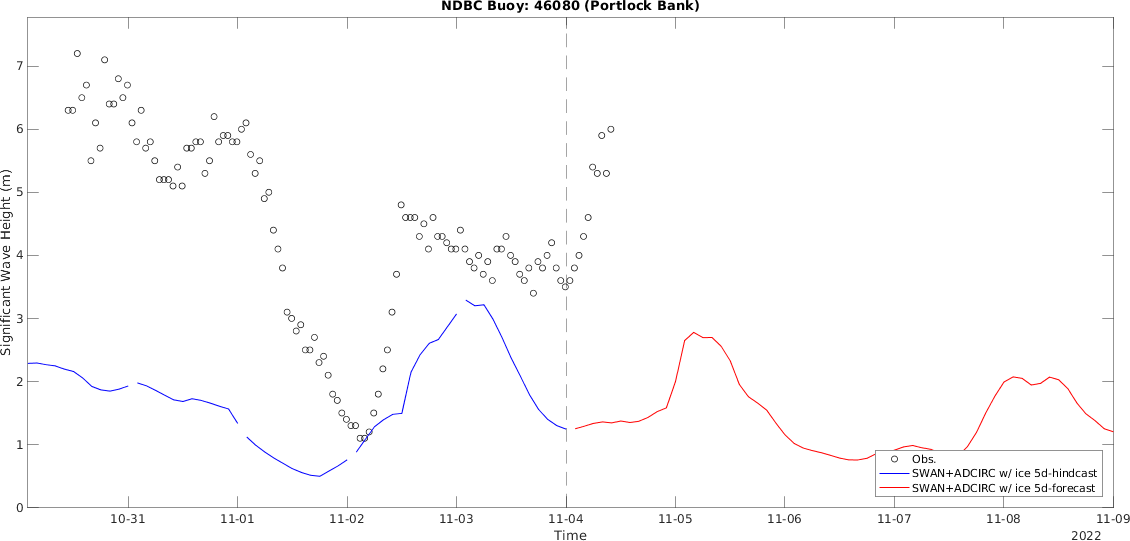 NDBC Buoy: 46080 (Portlock Bank)
Significant Wave Height (m)
7
6
5
4
3
2
1
0
Obs.
SWAN+ADCIRC w/ ice 5d-hindcast
SWAN+ADCIRC w/ ice 5d-forecast
10-31 11-01 11-02 11-03 11-04 11-05 11-06 11-07 11-08 11-09
Time
2022